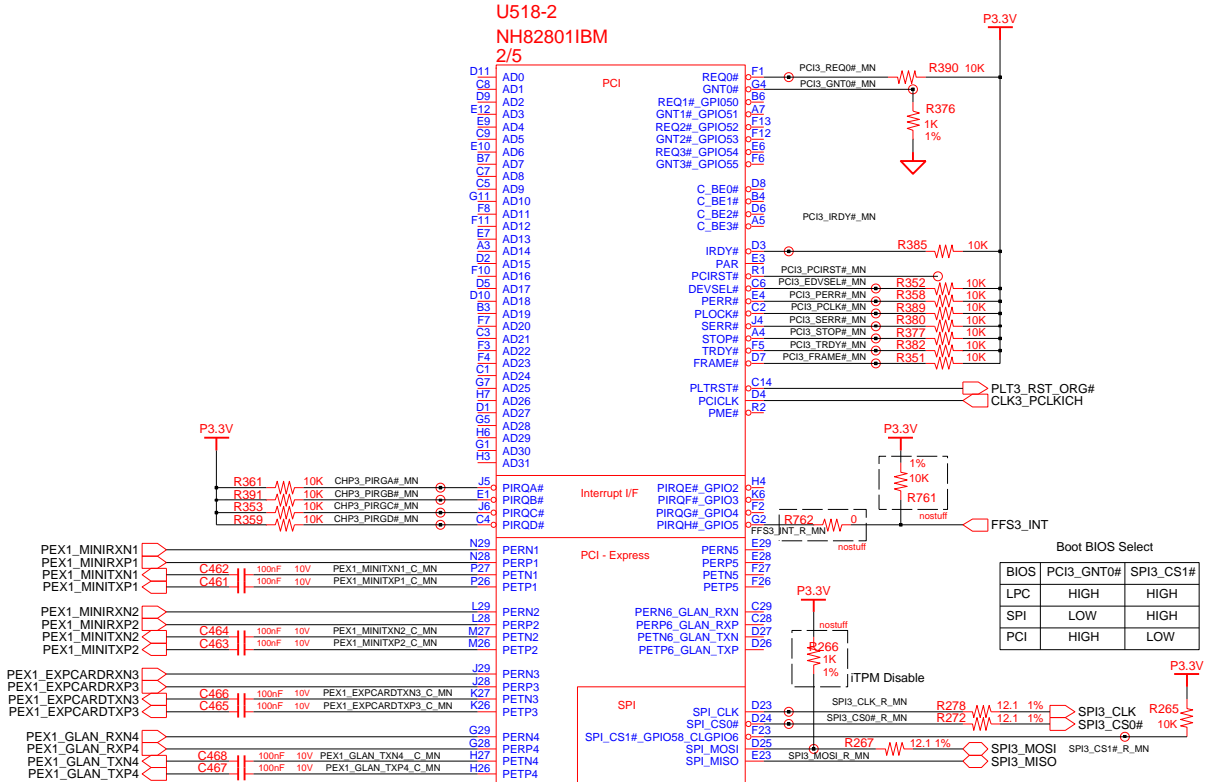 U518-2
NH82801IBM
2/5
P3.3V
PCI
D11 AD0
C8 AD1
D9 AD2
E12 AD3
E9 AD4
C9 AD5
E10 AD6
B7 AD7
C7 AD8
C5 AD9
G11 AD10
F8 AD11
F11 AD12
E7 AD13
A3 AD14
D2 AD15
F10 AD16
D5 AD17
D10 AD18
B3 AD19
F7 AD20
C3 AD21
F3 AD22
F4 AD23
C1 AD24
G7 AD25
H7 AD26
D1 AD27
G5 AD28
H6 AD29
G1 AD30
H3 AD31
REQ0# F1 PCI3_REQ0#_MN R390 10K
GNT0# G4 PCI3_GNT0#_MN
REQ1#_GPIO50 B6
GNT1#_GPIO51 A7
REQ2#_GPIO52 F13
GNT2#_GPIO53 F12
REQ3#_GPIO54 E6
GNT3#_GPIO55 F6
R376
1K
1%
C_BE0# D8
C_BE1# B4
C_BE2# D6
C_BE3# A5
PCI3_IRDY#_MN
IRDY# D3 R385 10K
PAR E3
PCIRST# R1 PCI3_PCIRST#_MN
DEVSEL# C6 PCI3_EDVSEL#_MN R352 10K
PERR# E4 PCI3_PERR#_MN R358 10K
PLOCK# C2 PCI3_PCLK#_MN R389 10K
SERR# J4 PCI3_SERR#_MN R380 10K
STOP# A4 PCI3_STOP#_MN R377 10K
TRDY# F5 PCI3_TRDY#_MN R382 10K
FRAME# D7 PCI3_FRAME#_MN R351 10K
PLTRST# C14 PLT3_RST_ORG#
PCICLK D4 CLK3_PCLKICH
PME# R2
P3.3V
R361 10K CHP3_PIRGA#_MN J5 PIRQA#
R391 10K CHP3_PIRGB#_MN E1 PIRQB#
R353 10K CHP3_PIRGC#_MN J6 PIRQC#
R359 10K CHP3_PIRGD#_MN C4 PIRQD#
Interrupt I/F
PIRQE#_GPIO2 H4
PIRQF#_GPIO3 K6
PIRQG#_GPIO4 F2
PIRQH#_GPIO5 G2
P3.3V
1%
10K
R761
nostuff
R762 0
FFS3_INT_R_MN
nostuff
FFS3_INT
PCI - Express
PEX1_MINIRXN1 N29 PERN1
PEX1_MINIRXP1 N28 PERP1
PEX1_MINITXN1 C462 100nF 10V PEX1_MINITXN1_C_MN P27 PETN1
PEX1_MINITXP1 C461 100nF 10V PEX1_MINITXP1_C_MN P26 PETP1
PEX1_MINIRXN2 L29 PERN2
PEX1_MINIRXP2 L28 PERP2
PEX1_MINITXN2 C464 100nF 10V PEX1_MINITXN2_C_MN M27 PETN2
PEX1_MINITXP2 C463 100nF 10V PEX1_MINITXP2_C_MN M26 PETP2
PEX1_EXPCARDRXN3 J29 PERN3
PEX1_EXPCARDRXP3 J28 PERP3
PEX1_EXPCARDTXN3 C466 100nF 10V PEX1_EXPCARDTXN3_C_MN K27 PETN3
PEX1_EXPCARDTXP3 C465 100nF 10V PEX1_EXPCARDTXP3_C_MN K26 PETP3
PEX1_GLAN_RXN4 G29 PERN4
PEX1_GLAN_RXP4 G28 PERP4
PEX1_GLAN_TXN4 C468 100nF 10V PEX1_GLAN_TXN4__C_MN H27 PETN4
PEX1_GLAN_TXP4 C467 100nF 10V PEX1_GLAN_TXP4_C_MN H26 PETP4
PERN5 E29
PERP5 E28
PETN5 F27
PETP5 F26
PERN6_GLAN_RXN C29
PERP6_GLAN_RXP C28
PETN6_GLAN_TXN D27
PETP6_GLAN_TXP D26
Boot BIOS Select
BIOS PCI3_GNT0# SPI3_CS1#
LPC HIGH HIGH
SPI LOW HIGH
PCI HIGH LOW
P3.3V
nostuff
R266
1K
1%
iTPM Disable
SPI
SPI_CLK D23 SPI3_CLK_R_MN R278 12.1 1% SPI3_CLK
SPI_CS0# D24 SPI3_CS0#_R_MN R272 12.1 1% SPI3_CS0#
SPI_CS1#_GPIO58_CLGPIO6 F23
SPI_MOSI D25 SPI3_MOSI_R_MN R267 12.1 1% SPI3_MOSI
SPI_MISO E23 SPI3_MISO
P3.3V
R265
10K
SPI3_CS1#_R_MN